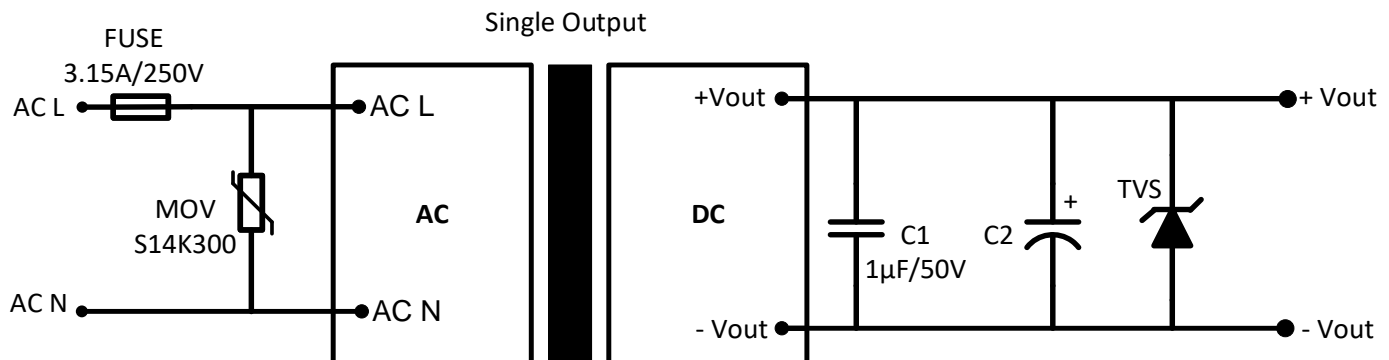 Single Output
FUSE
3.15A/250V
AC L
AC L
+Vout
+ Vout
MOV
S14K300
AC
DC
C1
1µF/50V
C2
+
TVS
AC N
AC N
- Vout
- Vout